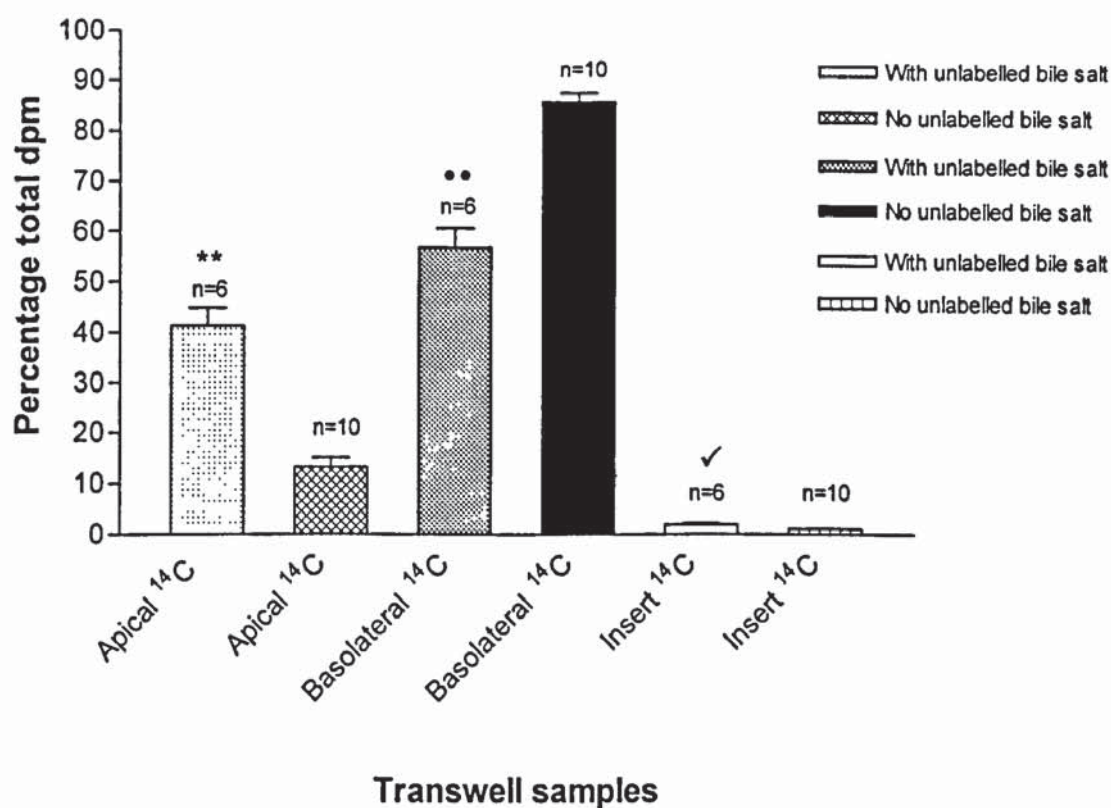 Percentage total dpm
100
90
80
70
60
50
40
30
20
10
0
**
n=6
n=10
••
n=6
n=10
✓
n=6
n=10
Apical ¹⁴C
Apical ¹⁴C
Basolateral ¹⁴C
Basolateral ¹⁴C
Insert ¹⁴C
Insert ¹⁴C
Transwell samples
With unlabelled bile salt
No unlabelled bile salt
With unlabelled bile salt
No unlabelled bile salt
With unlabelled bile salt
No unlabelled bile salt